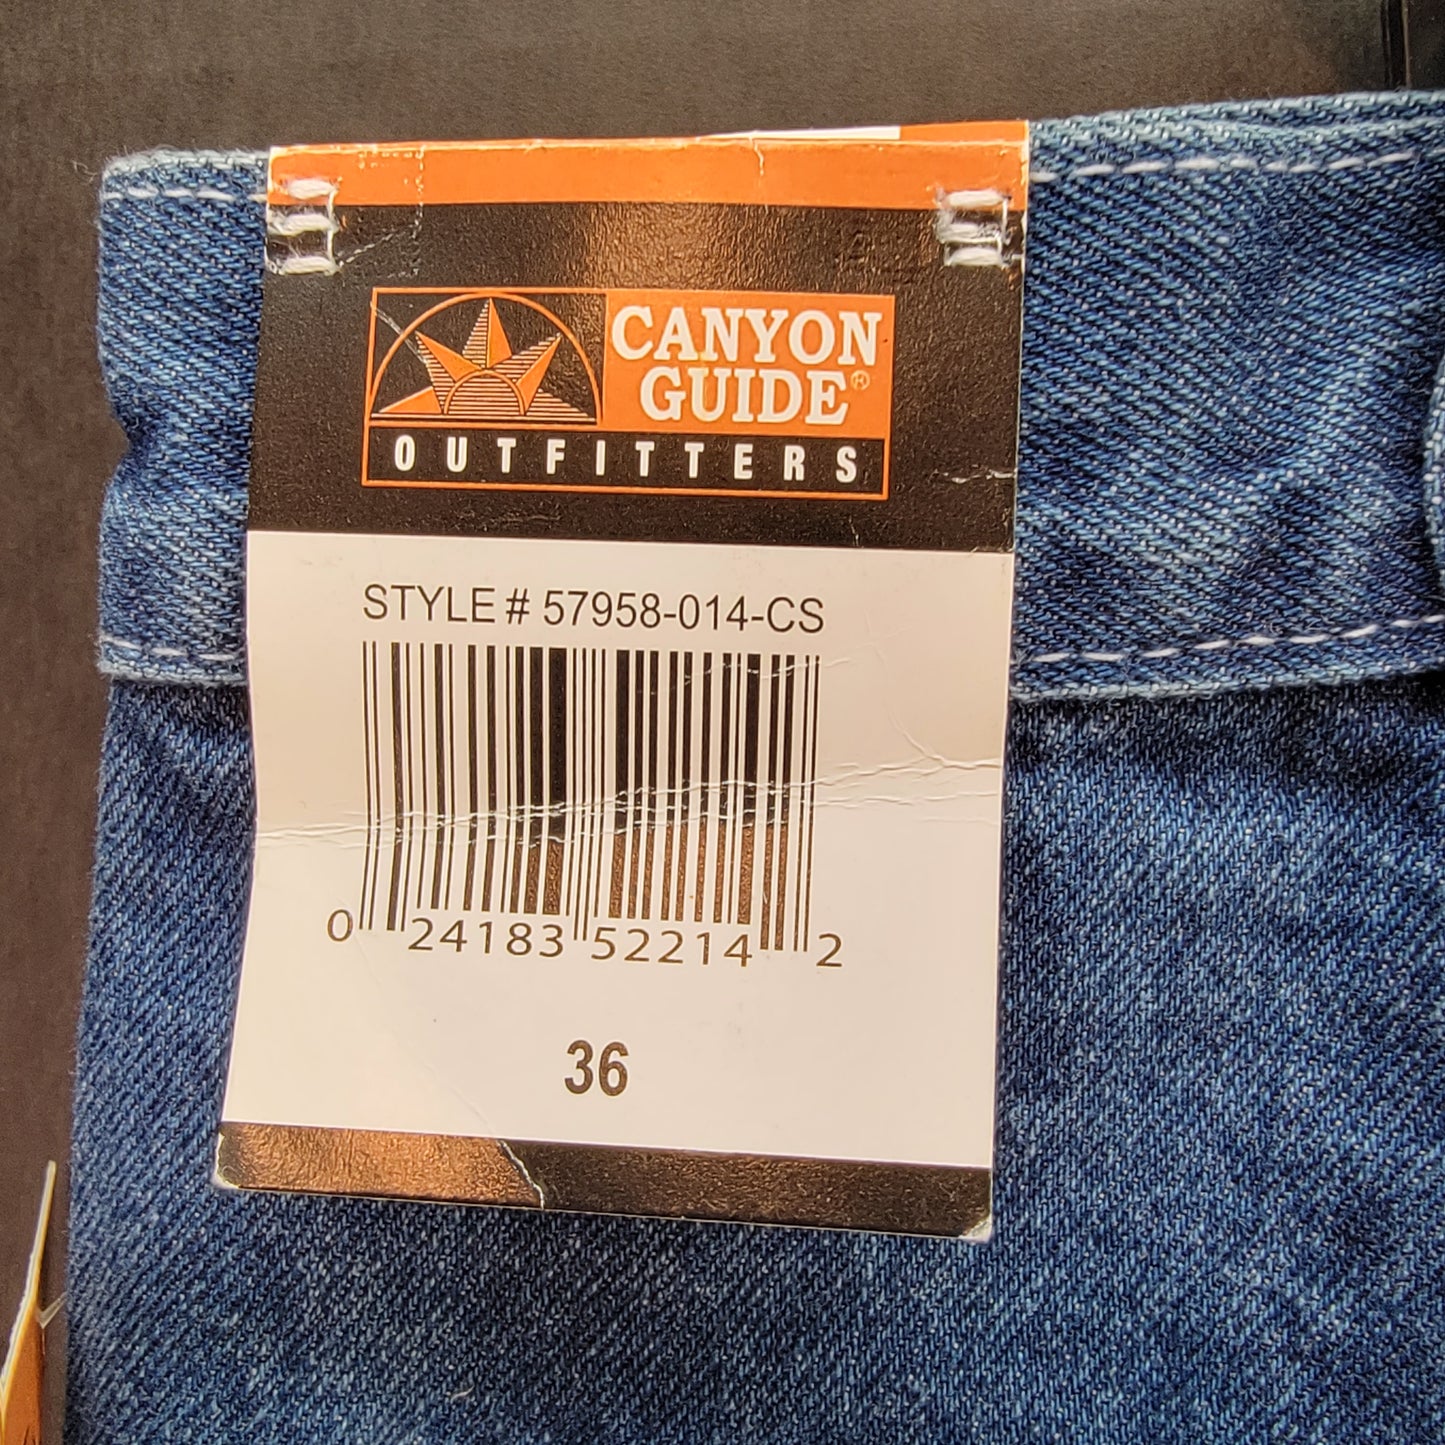 CANYON
GUIDE®
OUTFITTERS
STYLE # 57958-014-CS
0 24183 52214 2
36